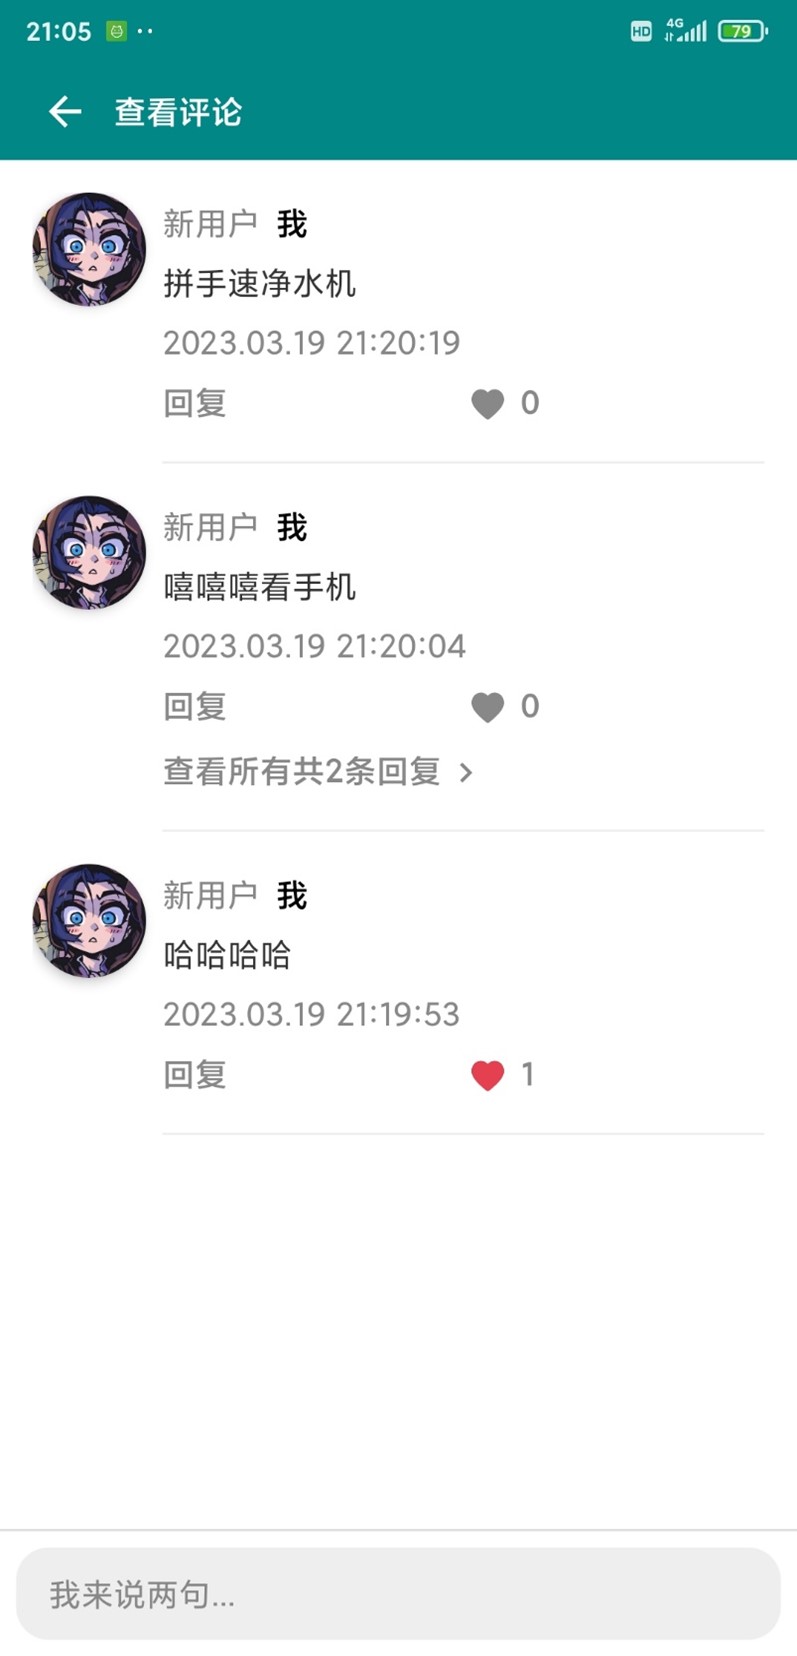 21:05 HD 4G 79
查看评论
新用户 我
拼手速净水机
2023.03.19 21:20:19
回复 0
新用户 我
嘻嘻嘻看手机
2023.03.19 21:20:04
回复 0
查看所有共2条回复
新用户 我
哈哈哈哈
2023.03.19 21:19:53
回复 1
我来说两句...